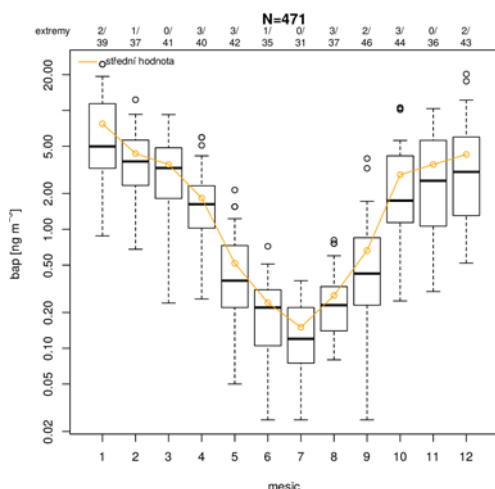 N=471
extremy 2/ 1/ 0/ 3/ 3/ 1/ 0/ 3/ 2/ 3/ 0/ 2/
39 37 41 40 42 35 31 37 46 44 36 43
střední hodnota
20.00
5.00
2.00
1.00
0.50
0.20
0.10
0.05
0.02
bap [ng m⁻³]
1 2 3 4 5 6 7 8 9 10 11 12
mesic